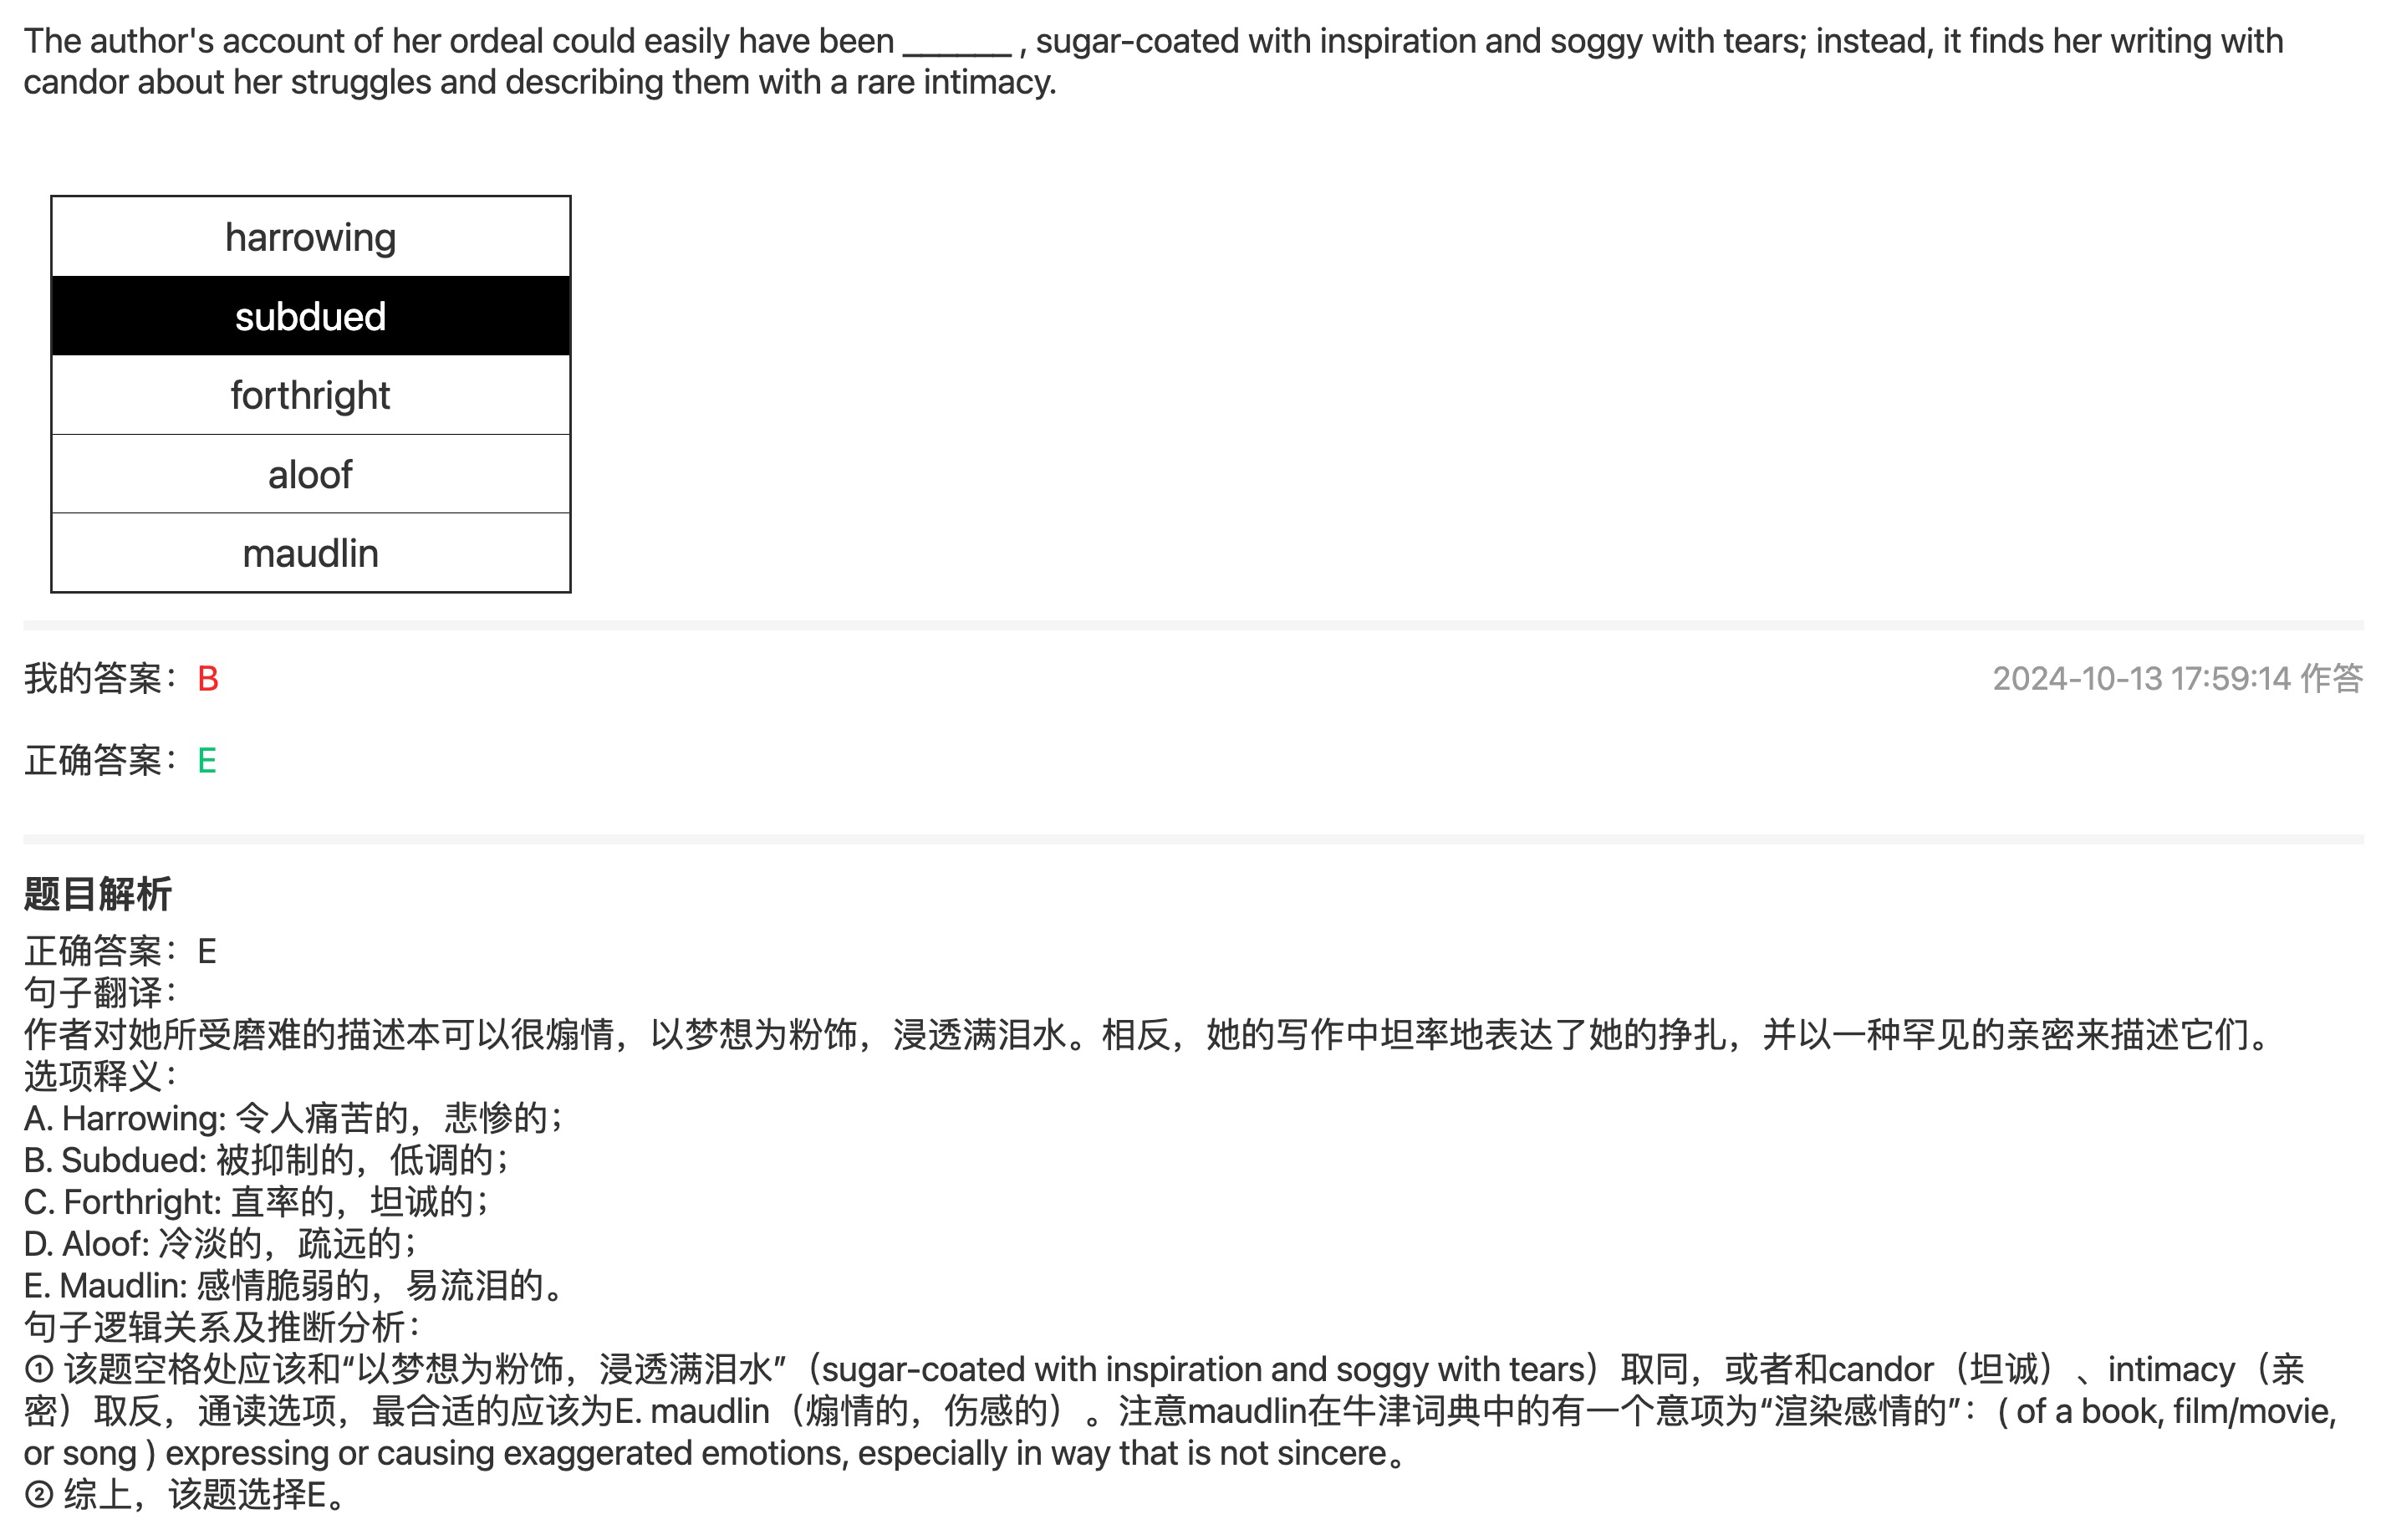 The author's account of her ordeal could easily have been ______ , sugar-coated with inspiration and soggy with tears; instead, it finds her writing with
candor about her struggles and describing them with a rare intimacy.
harrowing
subdued
forthright
aloof
maudlin
我的答案：B
2024-10-13 17:59:14 作答
正确答案：E
题目解析
正确答案：E
句子翻译：
作者对她所受磨难的描述本可以很煽情，以梦想为粉饰，浸透满泪水。相反，她的写作中坦率地表达了她的挣扎，并以一种罕见的亲密来描述它们。
选项释义：
A. Harrowing: 令人痛苦的，悲惨的；
B. Subdued: 被抑制的，低调的；
C. Forthright: 直率的，坦诚的；
D. Aloof: 冷淡的，疏远的；
E. Maudlin: 感情脆弱的，易流泪的。
句子逻辑关系及推断分析：
① 该题空格处应该和“以梦想为粉饰，浸透满泪水”（sugar-coated with inspiration and soggy with tears）取同，或者和candor（坦诚）、intimacy（亲
密）取反，通读选项，最合适的应该为E. maudlin（煽情的，伤感的）。注意maudlin在牛津词典中的有一个意项为“渲染感情的”：( of a book, film/movie,
or song ) expressing or causing exaggerated emotions, especially in way that is not sincere。
② 综上，该题选择E。